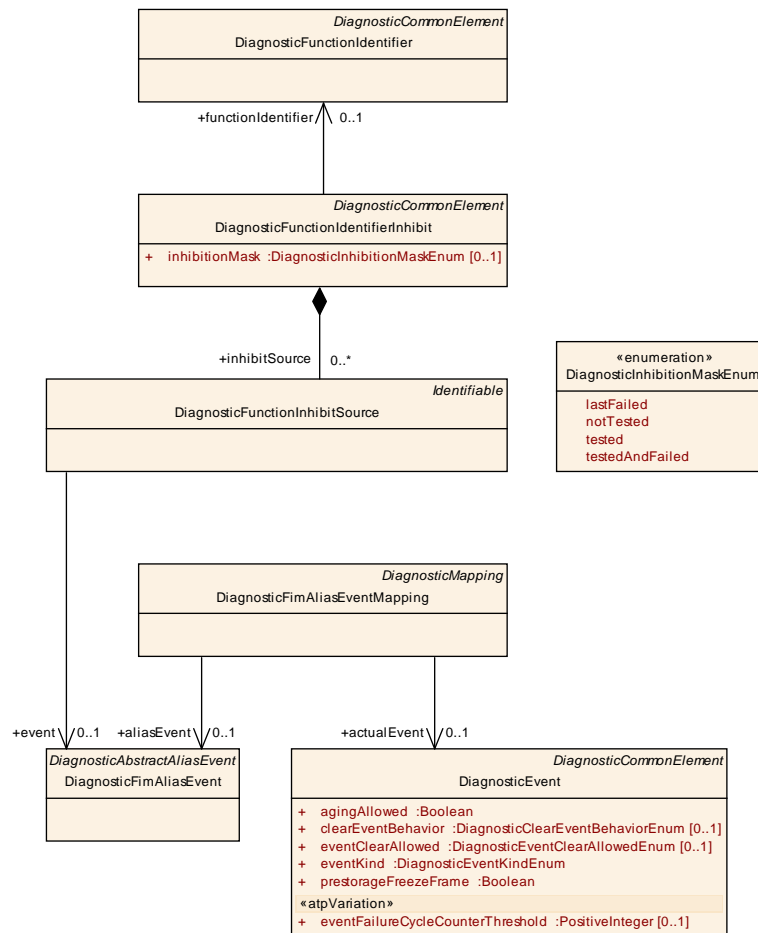 DiagnosticCommonElement
DiagnosticFunctionIdentifier
+functionIdentifier 0..1
DiagnosticCommonElement
DiagnosticFunctionIdentifierInhibit
+ inhibitionMask :DiagnosticInhibitionMaskEnum [0..1]
+inhibitSource 0..*
Identifiable
DiagnosticFunctionInhibitSource
«enumeration»
DiagnosticInhibitionMaskEnum
lastFailed
notTested
tested
testedAndFailed
DiagnosticMapping
DiagnosticFimAliasEventMapping
+event 0..1 +aliasEvent 0..1 +actualEvent 0..1
DiagnosticAbstractAliasEvent
DiagnosticFimAliasEvent
DiagnosticCommonElement
DiagnosticEvent
+ agingAllowed :Boolean
+ clearEventBehavior :DiagnosticClearEventBehaviorEnum [0..1]
+ eventClearAllowed :DiagnosticEventClearAllowedEnum [0..1]
+ eventKind :DiagnosticEventKindEnum
+ prestorageFreezeFrame :Boolean
«atpVariation»
+ eventFailureCycleCounterThreshold :PositiveInteger [0..1]